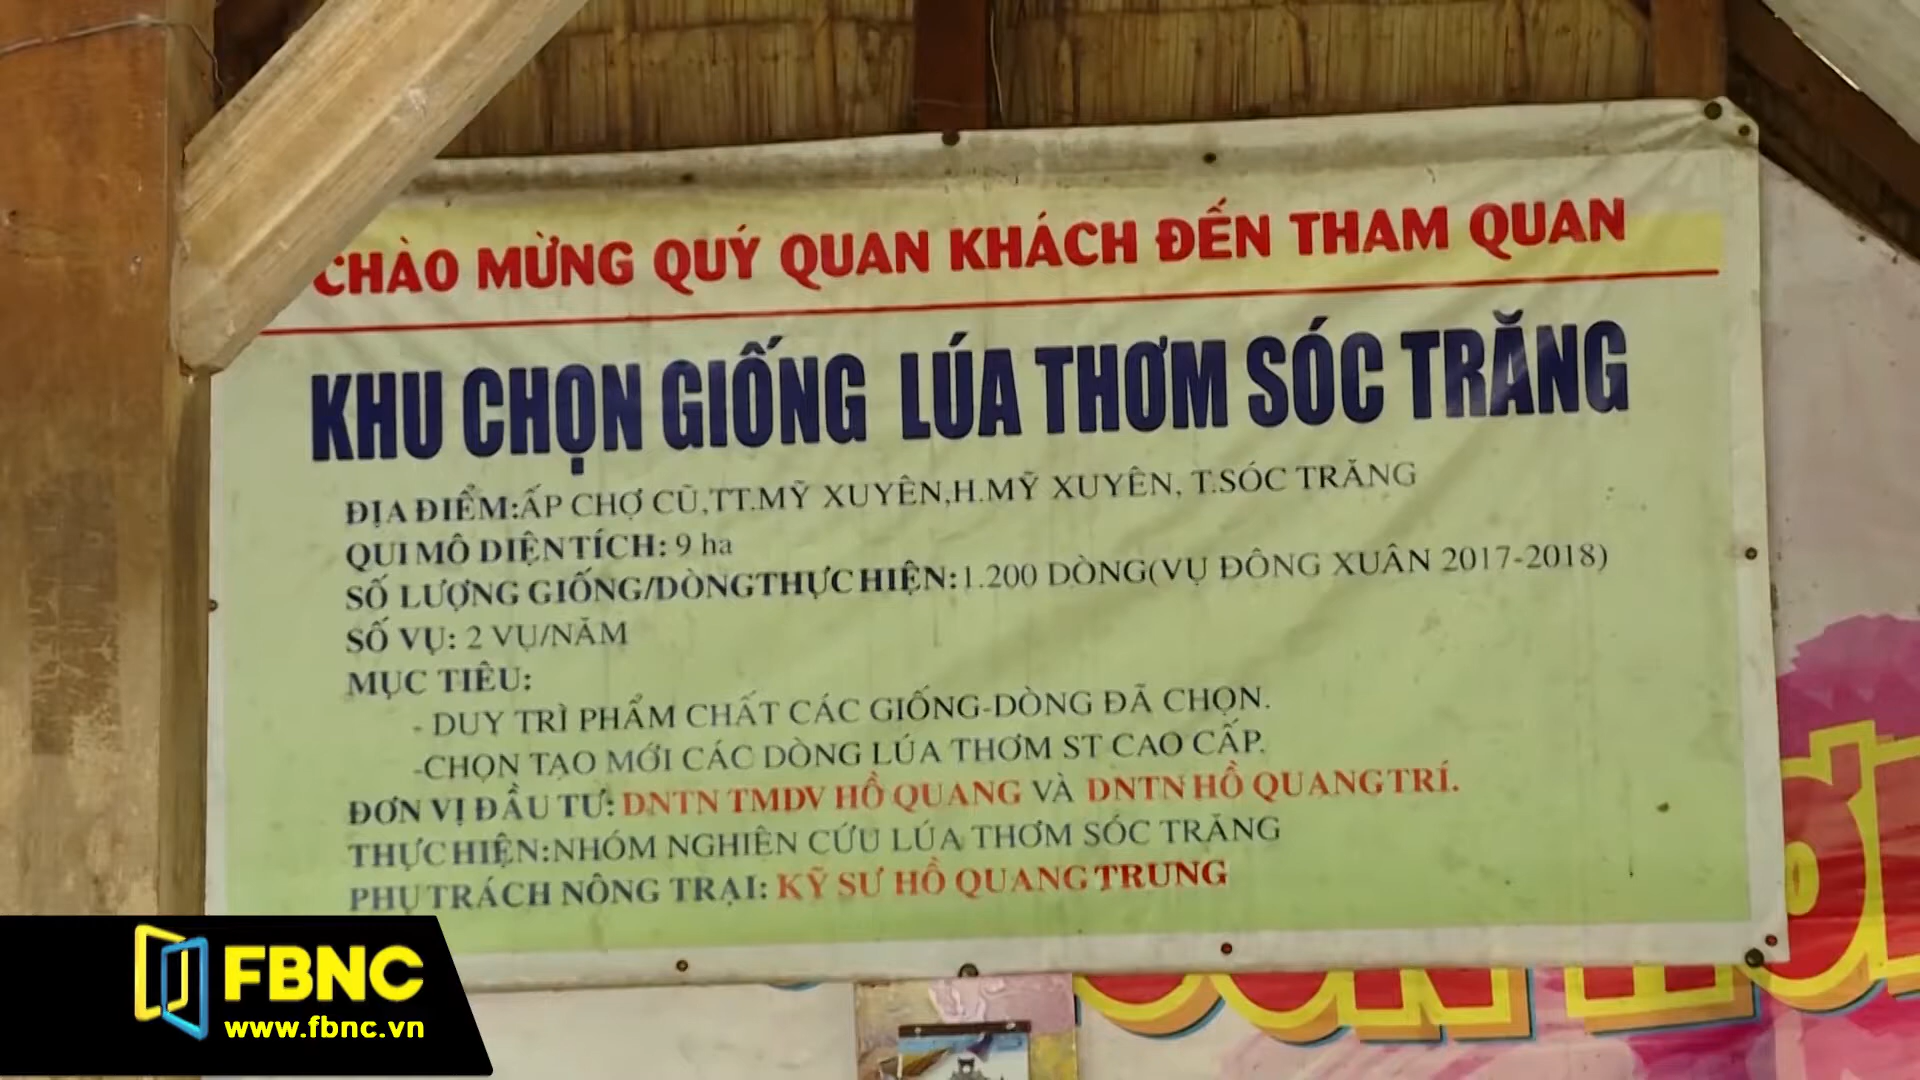 CHÀO MỪNG QUÝ QUAN KHÁCH ĐẾN THAM QUAN
KHU CHỌN GIỐNG LÚA THƠM SÓC TRĂNG
ĐỊA ĐIỂM:ẤP CHỢ CŨ,TT.MỸ XUYÊN,H.MỸ XUYÊN, T.SÓC TRĂNG
QUI MÔ DIỆN TÍCH: 9 ha
SỐ LƯỢNG GIỐNG/DÒNG THỰC HIỆN:1.200 DÒNG(VỤ ĐÔNG XUÂN 2017-2018)
SỐ VỤ: 2 VỤ/NĂM
MỤC TIÊU:
- DUY TRÌ PHẨM CHẤT CÁC GIỐNG-DÒNG ĐÃ CHỌN.
-CHỌN TẠO MỚI CÁC DÒNG LÚA THƠM ST CAO CẤP.
ĐƠN VỊ ĐẦU TƯ: DNTN TMDV HỒ QUANG VÀ DNTN HỒ QUANG TRÍ.
THỰC HIỆN:NHÓM NGHIÊN CỨU LÚA THƠM SÓC TRĂNG
PHỤ TRÁCH NÔNG TRẠI: KỸ SƯ HỒ QUANG TRUNG
FBNC
www.fbnc.vn